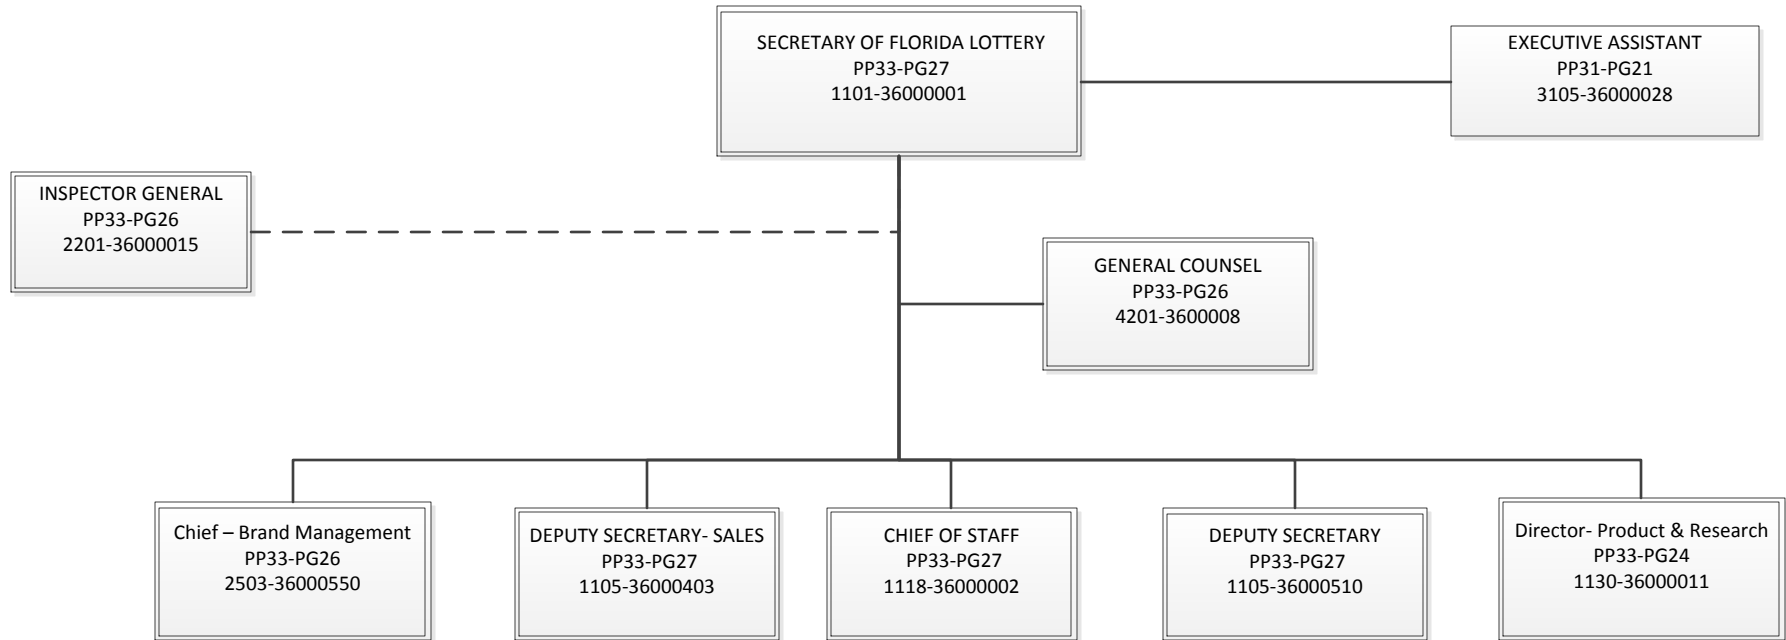 SECRETARY OF FLORIDA LOTTERY
PP33-PG27
1101-36000001
EXECUTIVE ASSISTANT
PP31-PG21
3105-36000028
INSPECTOR GENERAL
PP33-PG26
2201-36000015
GENERAL COUNSEL
PP33-PG26
4201-3600008
Chief – Brand Management
PP33-PG26
2503-36000550
DEPUTY SECRETARY- SALES
PP33-PG27
1105-36000403
CHIEF OF STAFF
PP33-PG27
1118-36000002
DEPUTY SECRETARY
PP33-PG27
1105-36000510
Director- Product & Research
PP33-PG24
1130-36000011